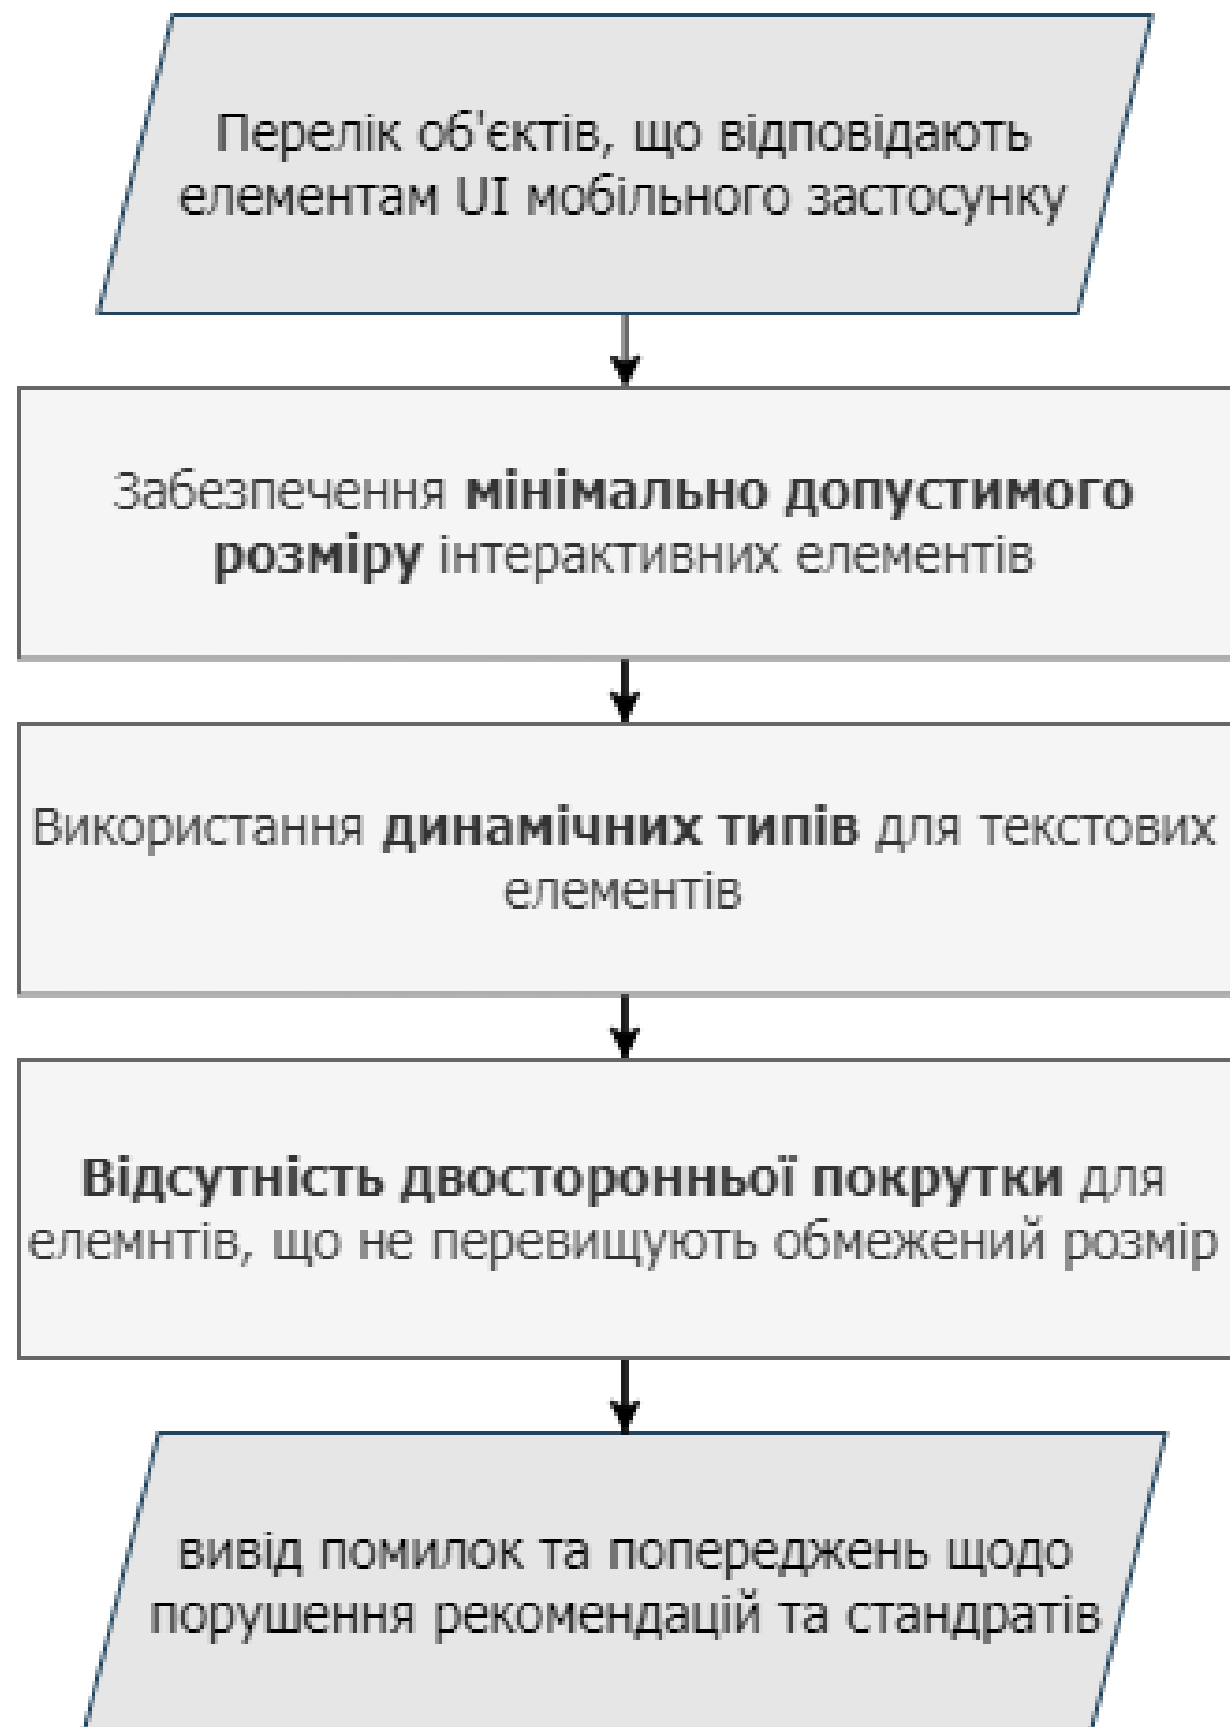 Перелік об'єктів, що відповідають
елементам UI мобільного застосунку
Забезпечення мінімально допустимого
розміру інтерактивних елементів
Використання динамічних типів для текстових
елементів
Відсутність двосторонньої покрутки для
елемнтів, що не перевищують обмежений розмір
вивід помилок та попереджень щодо
порушення рекомендацій та стандратів